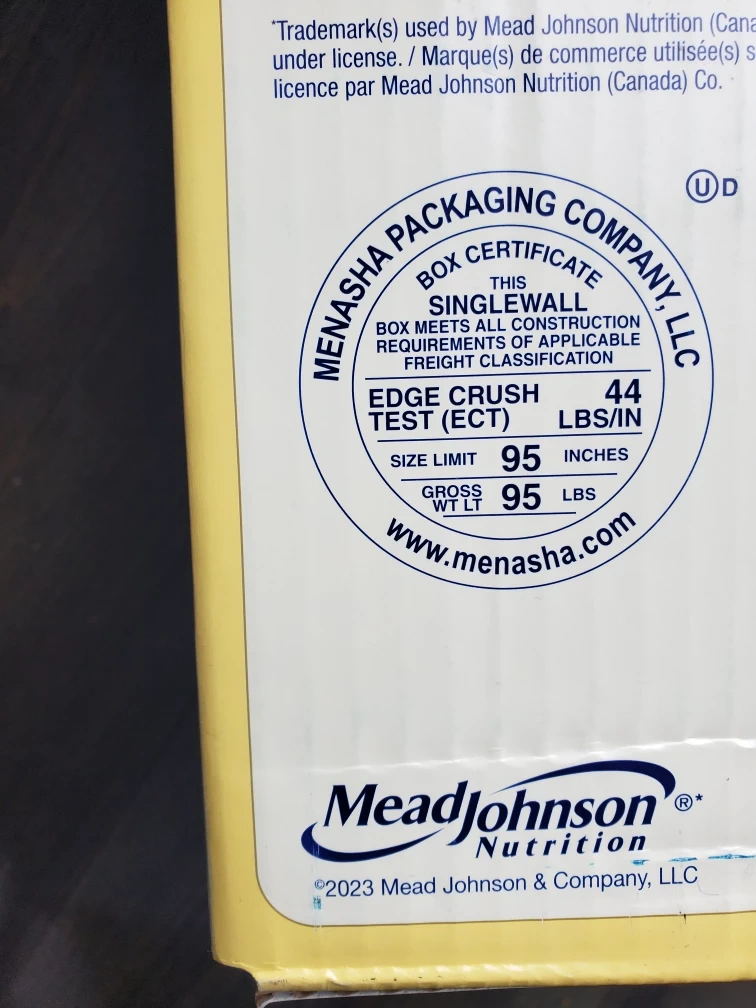 *Trademark(s) used by Mead Johnson Nutrition
under license. / Marque(s) de commerce utilisée(s)
licence par Mead Johnson Nutrition (Canada) Co.
Ⓤ D
MENASHA PACKAGING COMPANY, LLC
BOX CERTIFICATE
THIS
SINGLEWALL
BOX MEETS ALL CONSTRUCTION
REQUIREMENTS OF APPLICABLE
FREIGHT CLASSIFICATION
EDGE CRUSH 44
TEST (ECT) LBS/IN
SIZE LIMIT 95 INCHES
GROSS
WT LT 95 LBS
www.menasha.com
MeadJohnson®*
Nutrition
©2023 Mead Johnson & Company, LLC